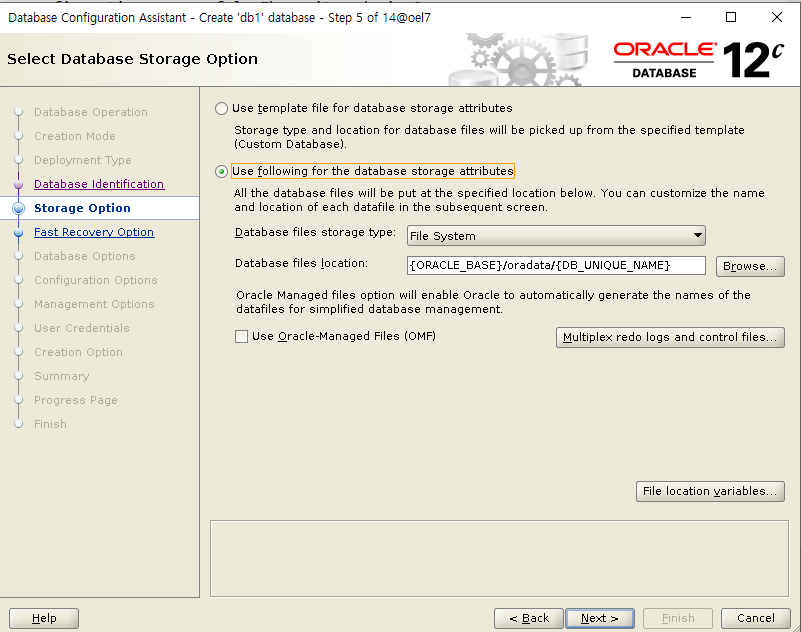 Database Configuration Assistant - Create 'db1' database - Step 5 of 14@oel7
Select Database Storage Option
ORACLE®
DATABASE
12c
Database Operation
Creation Mode
Deployment Type
Database Identification
Storage Option
Fast Recovery Option
Database Options
Configuration Options
Management Options
User Credentials
Creation Option
Summary
Progress Page
Finish
Use template file for database storage attributes
Storage type and location for database files will be picked up from the specified template
(Custom Database).
Use following for the database storage attributes
All the database files will be put at the specified location below. You can customize the name
and location of each datafile in the subsequent screen.
Database files storage type: File System
Database files location: {ORACLE_BASE}/oradata/{DB_UNIQUE_NAME} Browse...
Oracle Managed files option will enable Oracle to automatically generate the names of the
datafiles for simplified database management.
Use Oracle-Managed Files (OMF) Multiplex redo logs and control files...
File location variables...
Help < Back Next > Finish Cancel